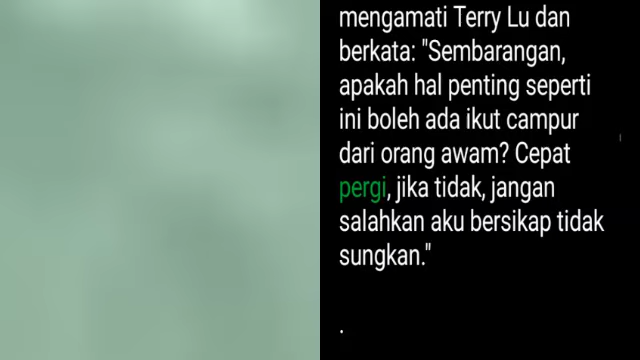 mengamati Terry Lu dan
berkata: "Sembarangan,
apakah hal penting seperti
ini boleh ada ikut campur
dari orang awam? Cepat
pergi, jika tidak, jangan
salahkan aku bersikap tidak
sungkan."
.